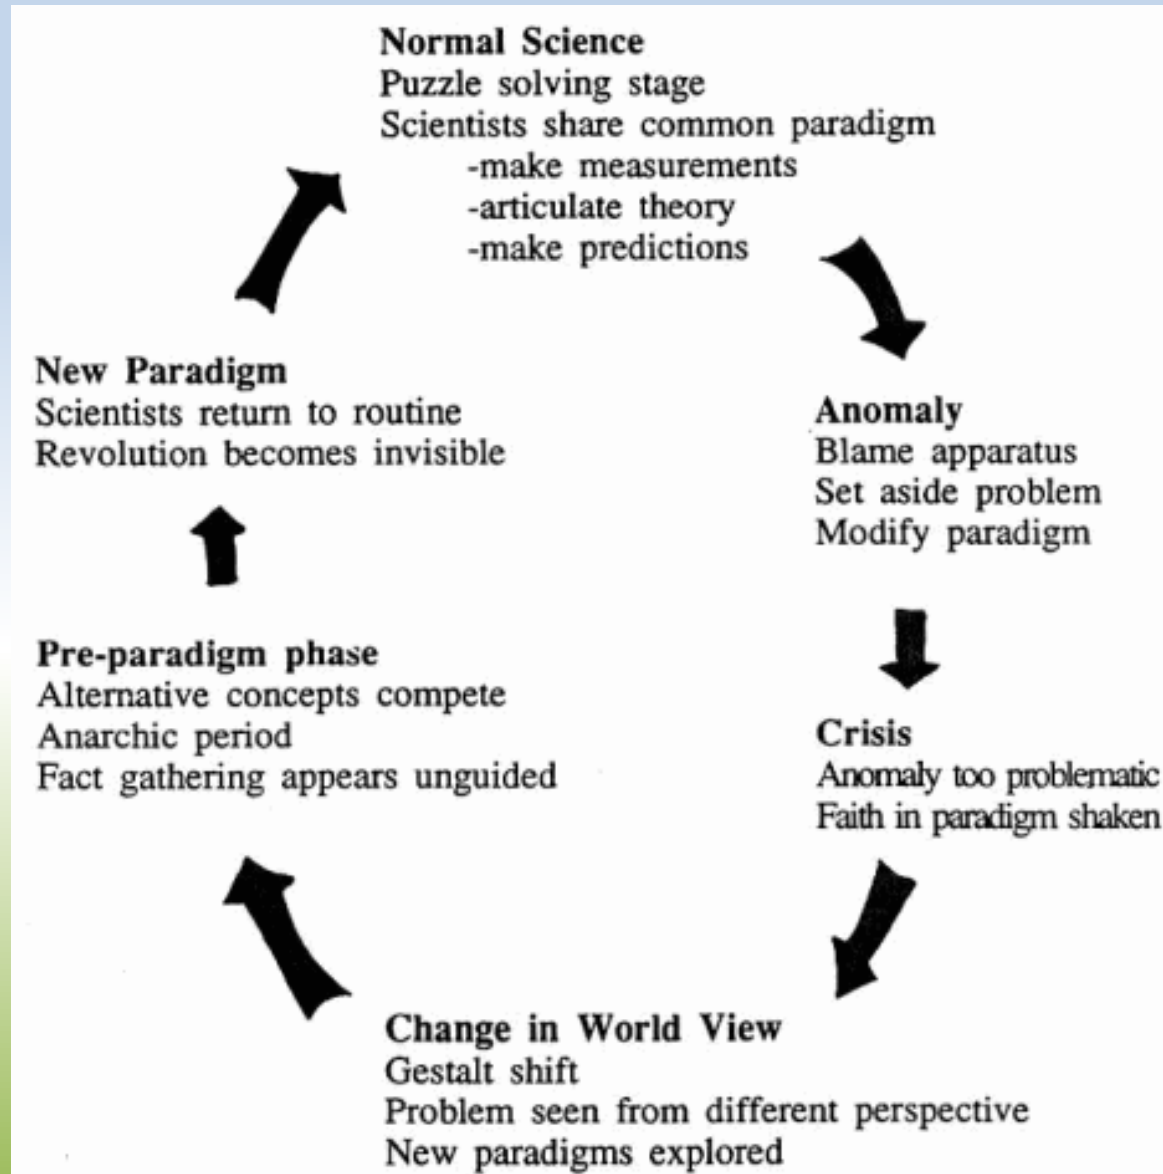 Normal Science
Puzzle solving stage
Scientists share common paradigm
-make measurements
-articulate theory
-make predictions
Anomaly
Blame apparatus
Set aside problem
Modify paradigm
Crisis
Anomaly too problematic
Faith in paradigm shaken
Change in World View
Gestalt shift
Problem seen from different perspective
New paradigms explored
Pre-paradigm phase
Alternative concepts compete
Anarchic period
Fact gathering appears unguided
New Paradigm
Scientists return to routine
Revolution becomes invisible